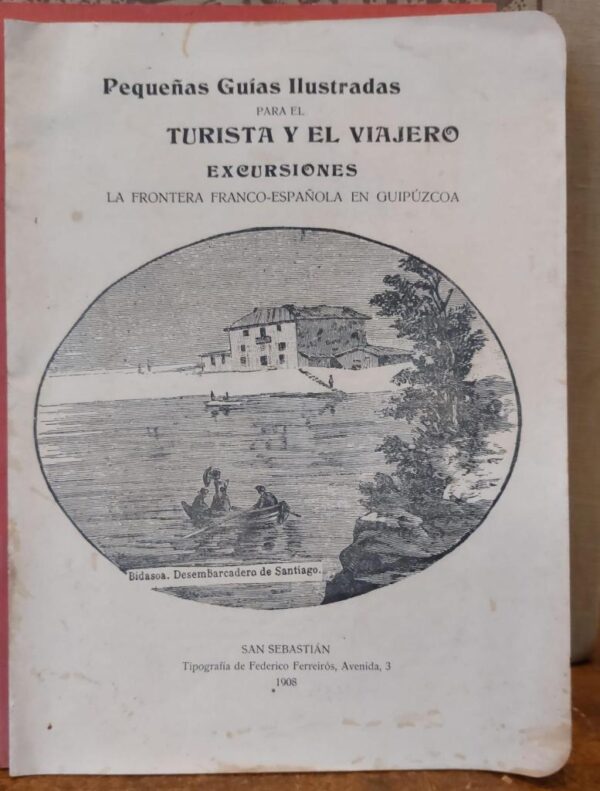 Pequeñas Guías Ilustradas
PARA EL
TURISTA Y EL VIAJERO
EXCURSIONES
LA FRONTERA FRANCO-ESPAÑOLA EN GUIPÚZCOA
Bidasoa. Desembarcadero de Santiago.
SAN SEBASTIÁN
Tipografía de Federico Ferreirós, Avenida, 3
1908